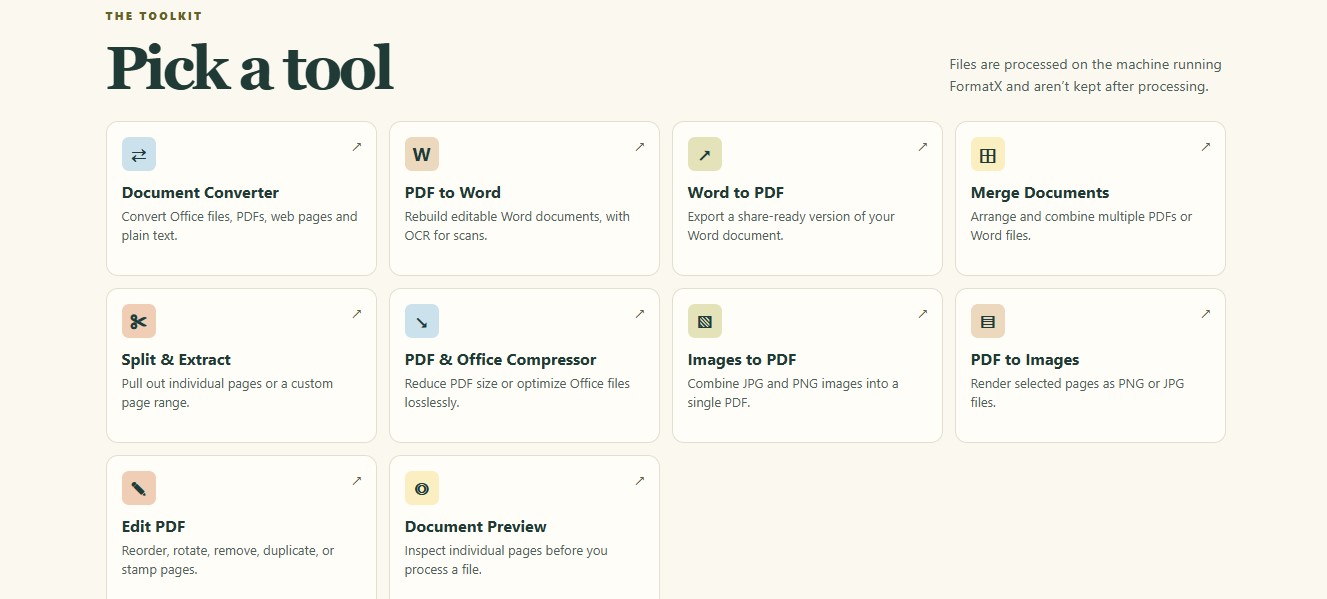 THE TOOLKIT
Pick a tool
Files are processed on the machine running
FormatX and aren’t kept after processing.
Document Converter
Convert Office files, PDFs, web pages and
plain text.
W
PDF to Word
Rebuild editable Word documents, with
OCR for scans.
Word to PDF
Export a share-ready version of your
Word document.
Merge Documents
Arrange and combine multiple PDFs or
Word files.
Split & Extract
Pull out individual pages or a custom
page range.
PDF & Office Compressor
Reduce PDF size or optimize Office files
losslessly.
Images to PDF
Combine JPG and PNG images into a
single PDF.
PDF to Images
Render selected pages as PNG or JPG
files.
Edit PDF
Reorder, rotate, remove, duplicate, or
stamp pages.
Document Preview
Inspect individual pages before you
process a file.